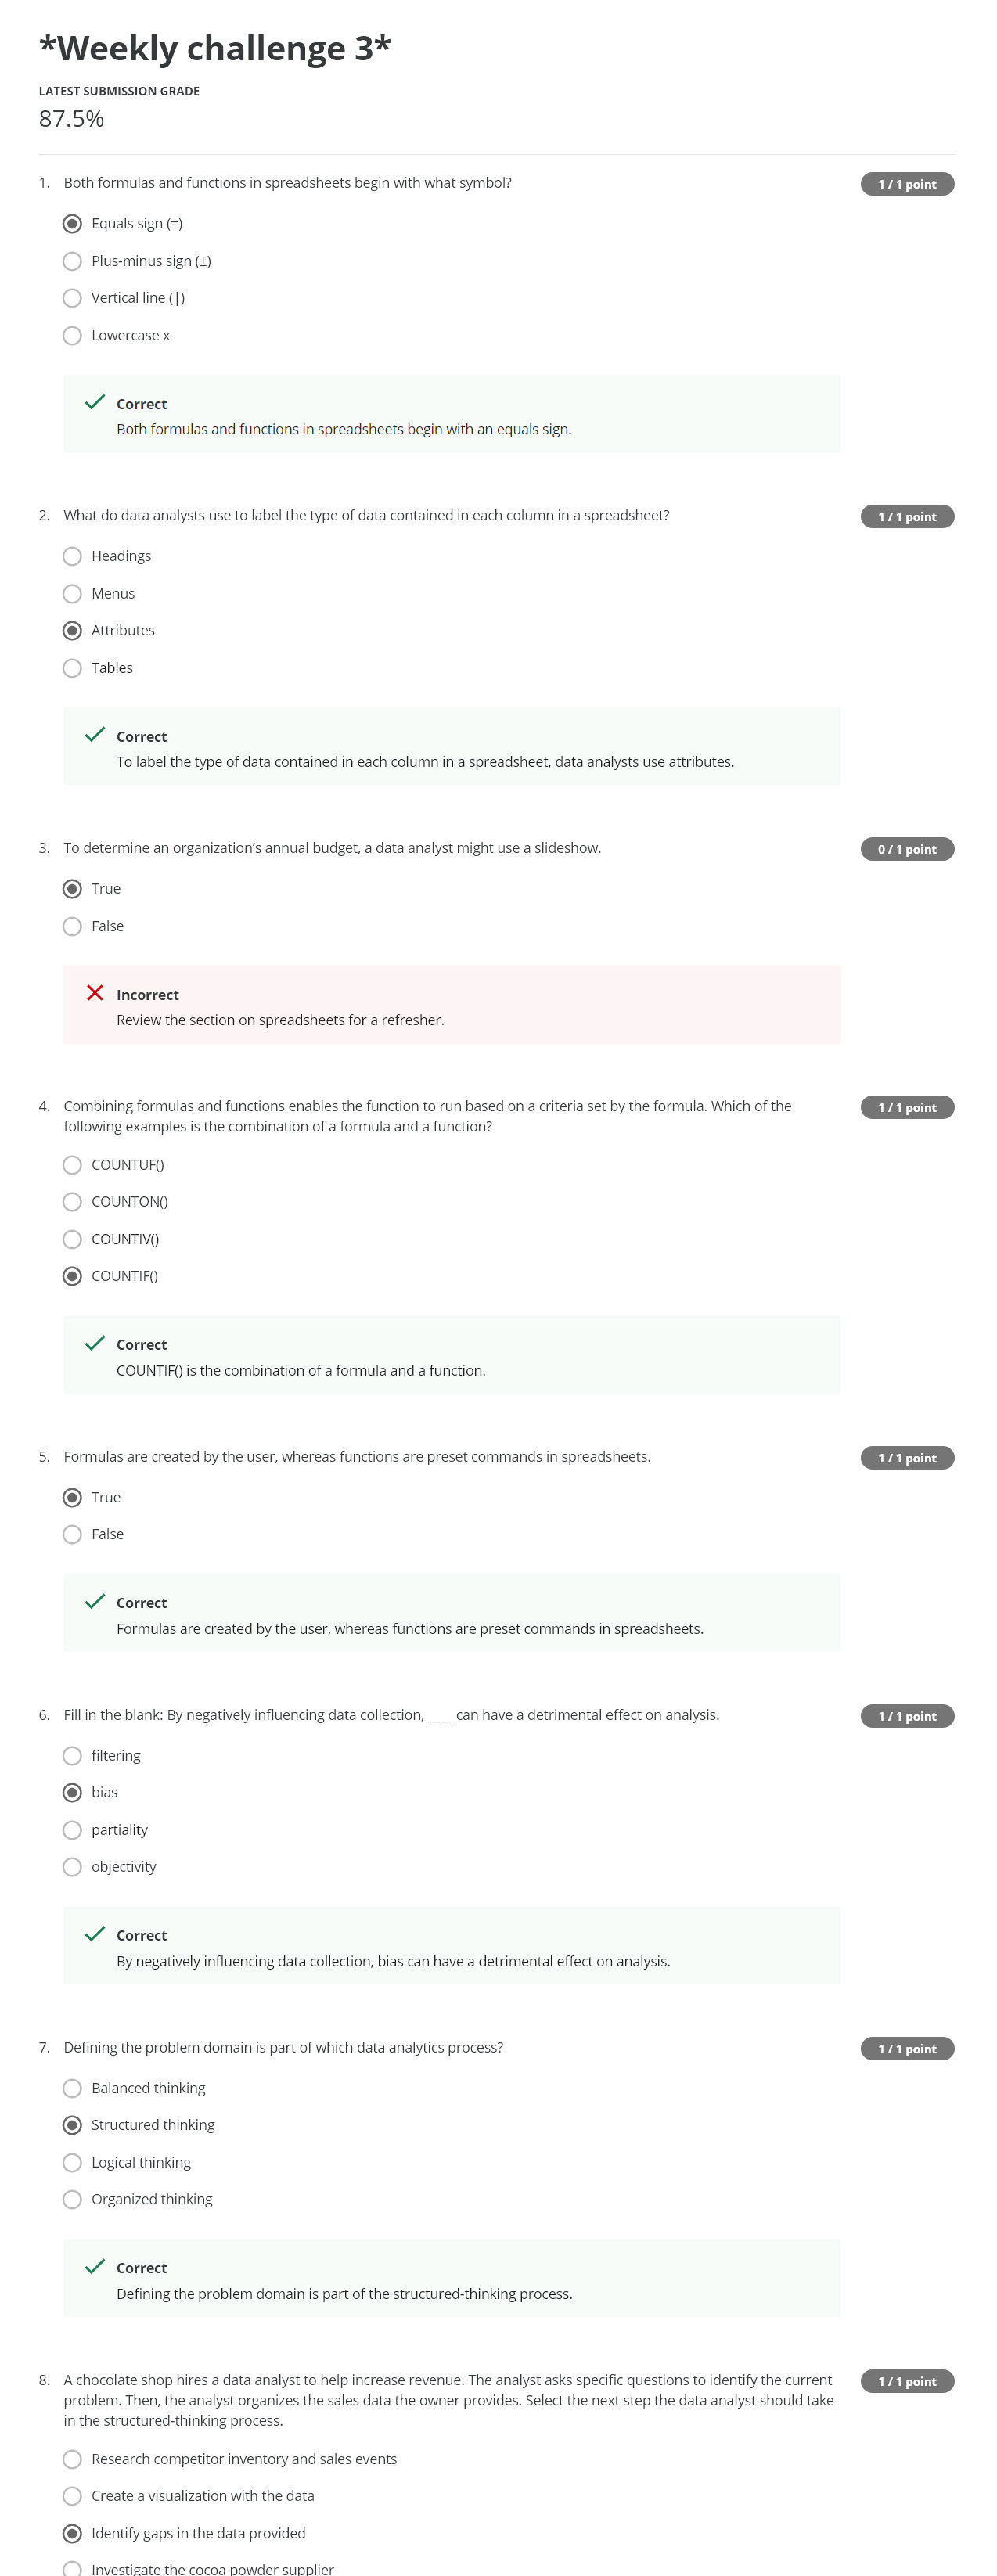 *Weekly challenge 3*
LATEST SUBMISSION GRADE
87.5%
1. Both formulas and functions in spreadsheets begin with what symbol?
1 / 1 point
Equals sign (=)
Plus-minus sign (±)
Vertical line (|)
Lowercase x
Correct
Both formulas and functions in spreadsheets begin with an equals sign.
2. What do data analysts use to label the type of data contained in each column in a spreadsheet?
1 / 1 point
Headings
Menus
Attributes
Tables
Correct
To label the type of data contained in each column in a spreadsheet, data analysts use attributes.
3. To determine an organization’s annual budget, a data analyst might use a slideshow.
0 / 1 point
True
False
Incorrect
Review the section on spreadsheets for a refresher.
4. Combining formulas and functions enables the function to run based on a criteria set by the formula. Which of the
following examples is the combination of a formula and a function?
1 / 1 point
COUNTUF()
COUNTON()
COUNTIV()
COUNTIF()
Correct
COUNTIF() is the combination of a formula and a function.
5. Formulas are created by the user, whereas functions are preset commands in spreadsheets.
1 / 1 point
True
False
Correct
Formulas are created by the user, whereas functions are preset commands in spreadsheets.
6. Fill in the blank: By negatively influencing data collection, ____ can have a detrimental effect on analysis.
1 / 1 point
filtering
bias
partiality
objectivity
Correct
By negatively influencing data collection, bias can have a detrimental effect on analysis.
7. Defining the problem domain is part of which data analytics process?
1 / 1 point
Balanced thinking
Structured thinking
Logical thinking
Organized thinking
Correct
Defining the problem domain is part of the structured-thinking process.
8. A chocolate shop hires a data analyst to help increase revenue. The analyst asks specific questions to identify the current
problem. Then, the analyst organizes the sales data the owner provides. Select the next step the data analyst should take
in the structured-thinking process.
1 / 1 point
Research competitor inventory and sales events
Create a visualization with the data
Identify gaps in the data provided
Investigate the cocoa powder supplier